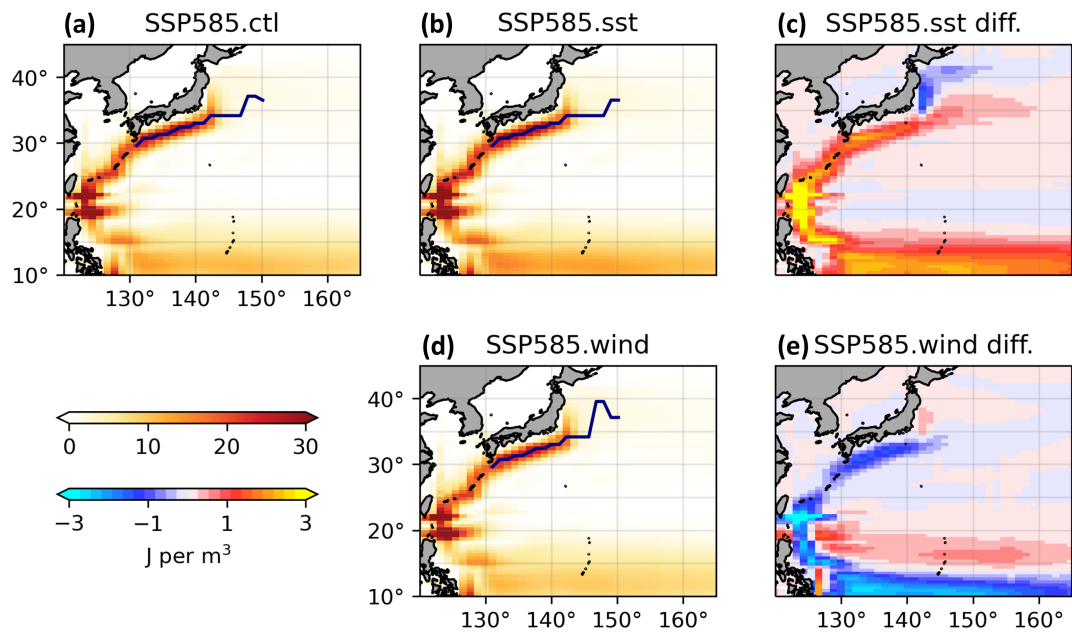 (a) SSP585.ctl
(b) SSP585.sst
(c) SSP585.sst diff.
40°
30°
20°
10°
130° 140° 150° 160°
(d) SSP585.wind
(e) SSP585.wind diff.
0 10 20 30
−3 −1 1 3
J per m³
40°
30°
20°
10°
130° 140° 150° 160°
130° 140° 150° 160°